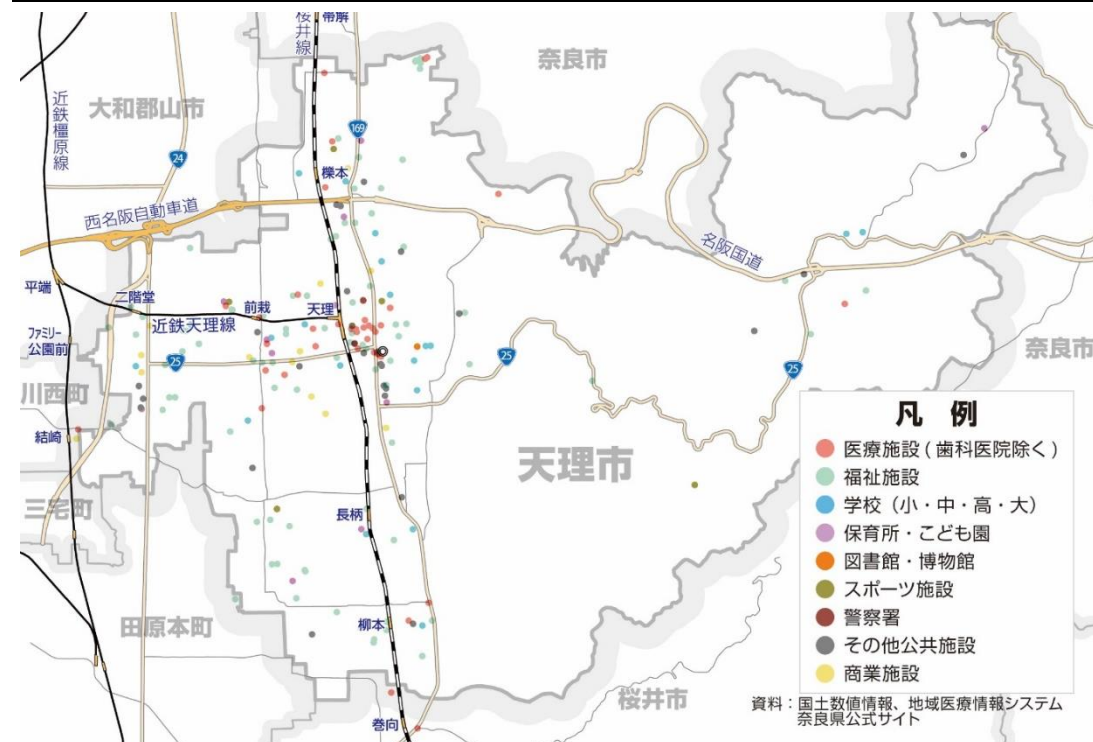 帯解
桜井線
奈良市
近鉄橿原線
大和郡山市
169
24
櫟本
西名阪自動車道
名阪国道
平端
二階堂
前栽
天理
近鉄天理線
ファミリー
公園前
25
25
25
奈良市
川西町
結崎
天理市
三宅町
長柄
田原本町
柳本
桜井市
巻向
凡 例
医療施設(歯科医院除く)
福祉施設
学校(小・中・高・大)
保育所・こども園
図書館・博物館
スポーツ施設
警察署
その他公共施設
商業施設
資料:国土数値情報、地域医療情報システム
奈良県公式サイト